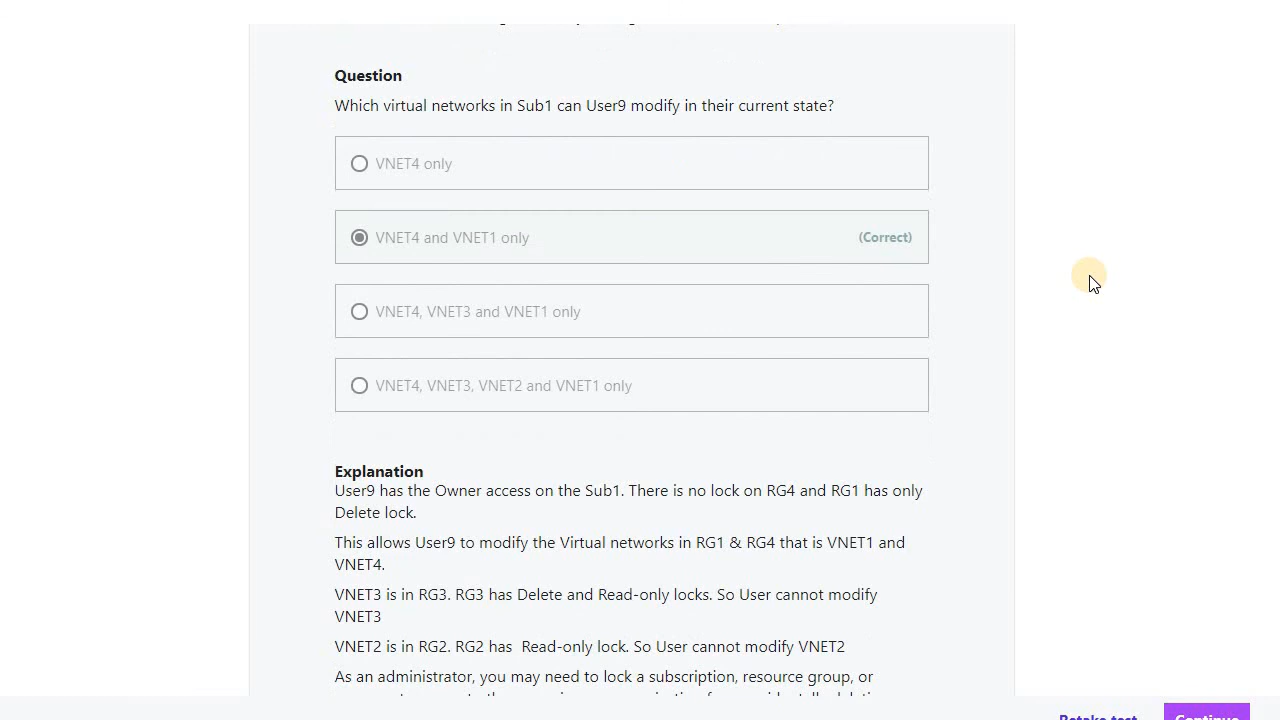 Question
Which virtual networks in Sub1 can User9 modify in their current state?
VNET4 only
VNET4 and VNET1 only
(Correct)
VNET4, VNET3 and VNET1 only
VNET4, VNET3, VNET2 and VNET1 only
Explanation
User9 has the Owner access on the Sub1. There is no lock on RG4 and RG1 has only
Delete lock.
This allows User9 to modify the Virtual networks in RG1 & RG4 that is VNET1 and
VNET4.
VNET3 is in RG3. RG3 has Delete and Read-only locks. So User cannot modify
VNET3
VNET2 is in RG2. RG2 has  Read-only lock. So User cannot modify VNET2
As an administrator, you may need to lock a subscription, resource group, or
Retake test
Continue